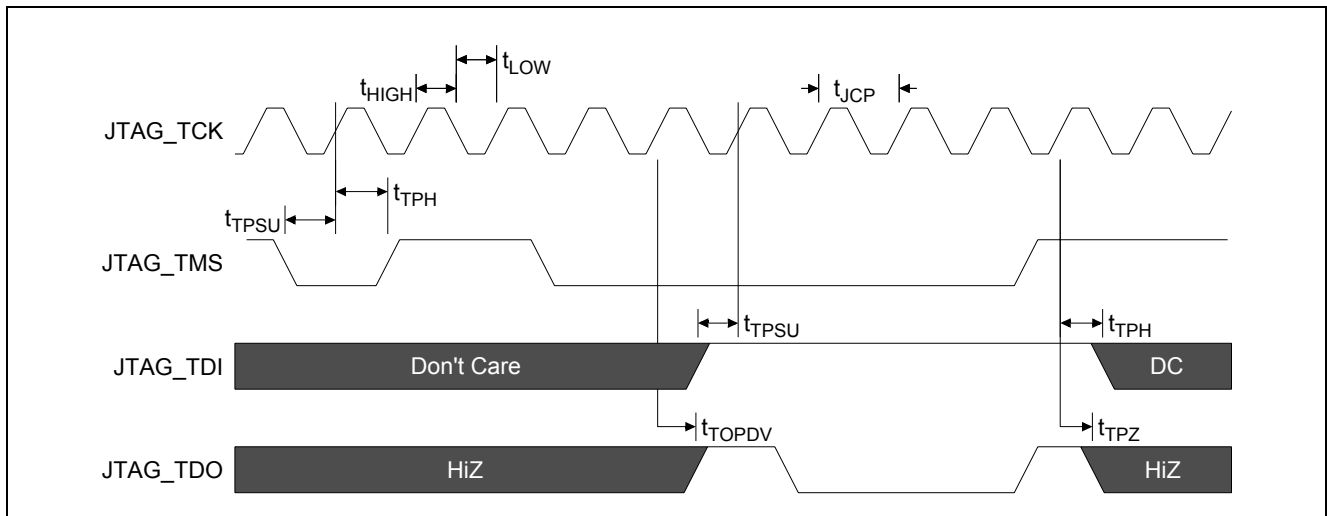 tLOW
tHIGH
tJCP
JTAG_TCK
tTPH
tTPSU
JTAG_TMS
tTPSU
tTPH
JTAG_TDI
Don't Care
DC
tTOPDV
tTPZ
JTAG_TDO
HiZ
HiZ